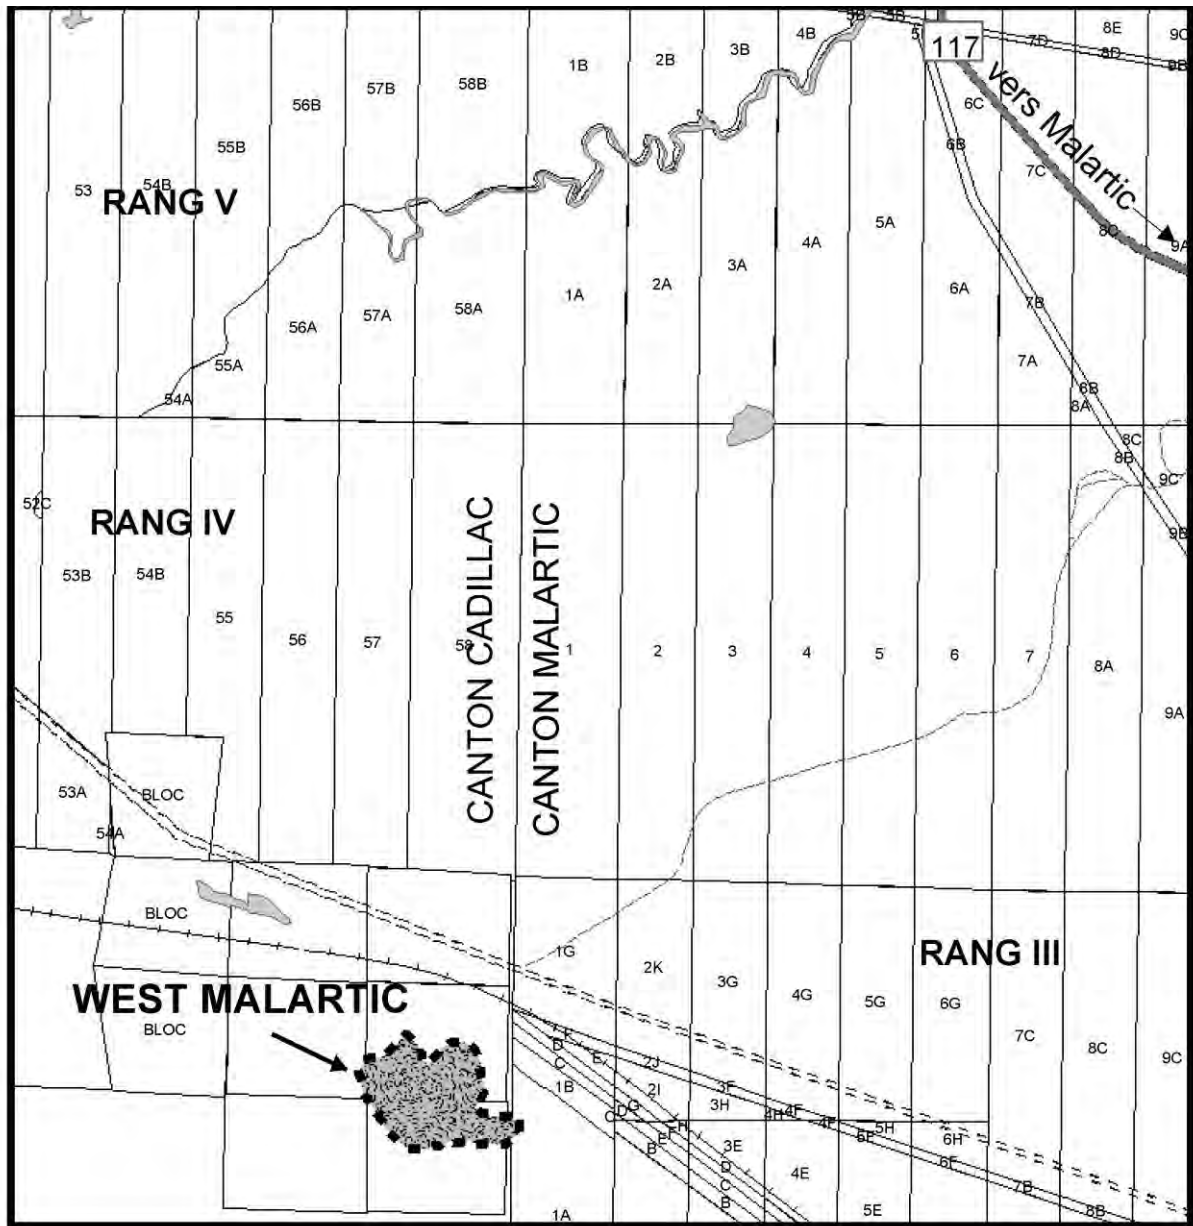 5B 5B
4B
3B
2B
1B
5
117
7D
8E
8D
9C
9B
58B
57B
56B
55B
54B
53
RANG V
6C
6B
vers Malartic
7C
8C
9A
5A
4A
3A
2A
1A
58A
57A
56A
55A
54A
6A
7B
7A
8B
8A
8C
8B
9C
9B
52C
RANG IV
53B
54B
55
56
57
58
CANTON CADILLAC
CANTON MALARTIC
1
2
3
4
5
6
7
8A
9A
53A
BLOC
54A
BLOC
1G
2K
3G
4G
5G
6G
RANG III
7C
8C
9C
WEST MALARTIC
BLOC
F
D
E
C
1B
2J
2I
3F
3H
4H
4F
4F
5H
5F
6H
6F
7B
8B
C
D
G
F
H
E
B
3E
D
C
B
4E
5E
1A